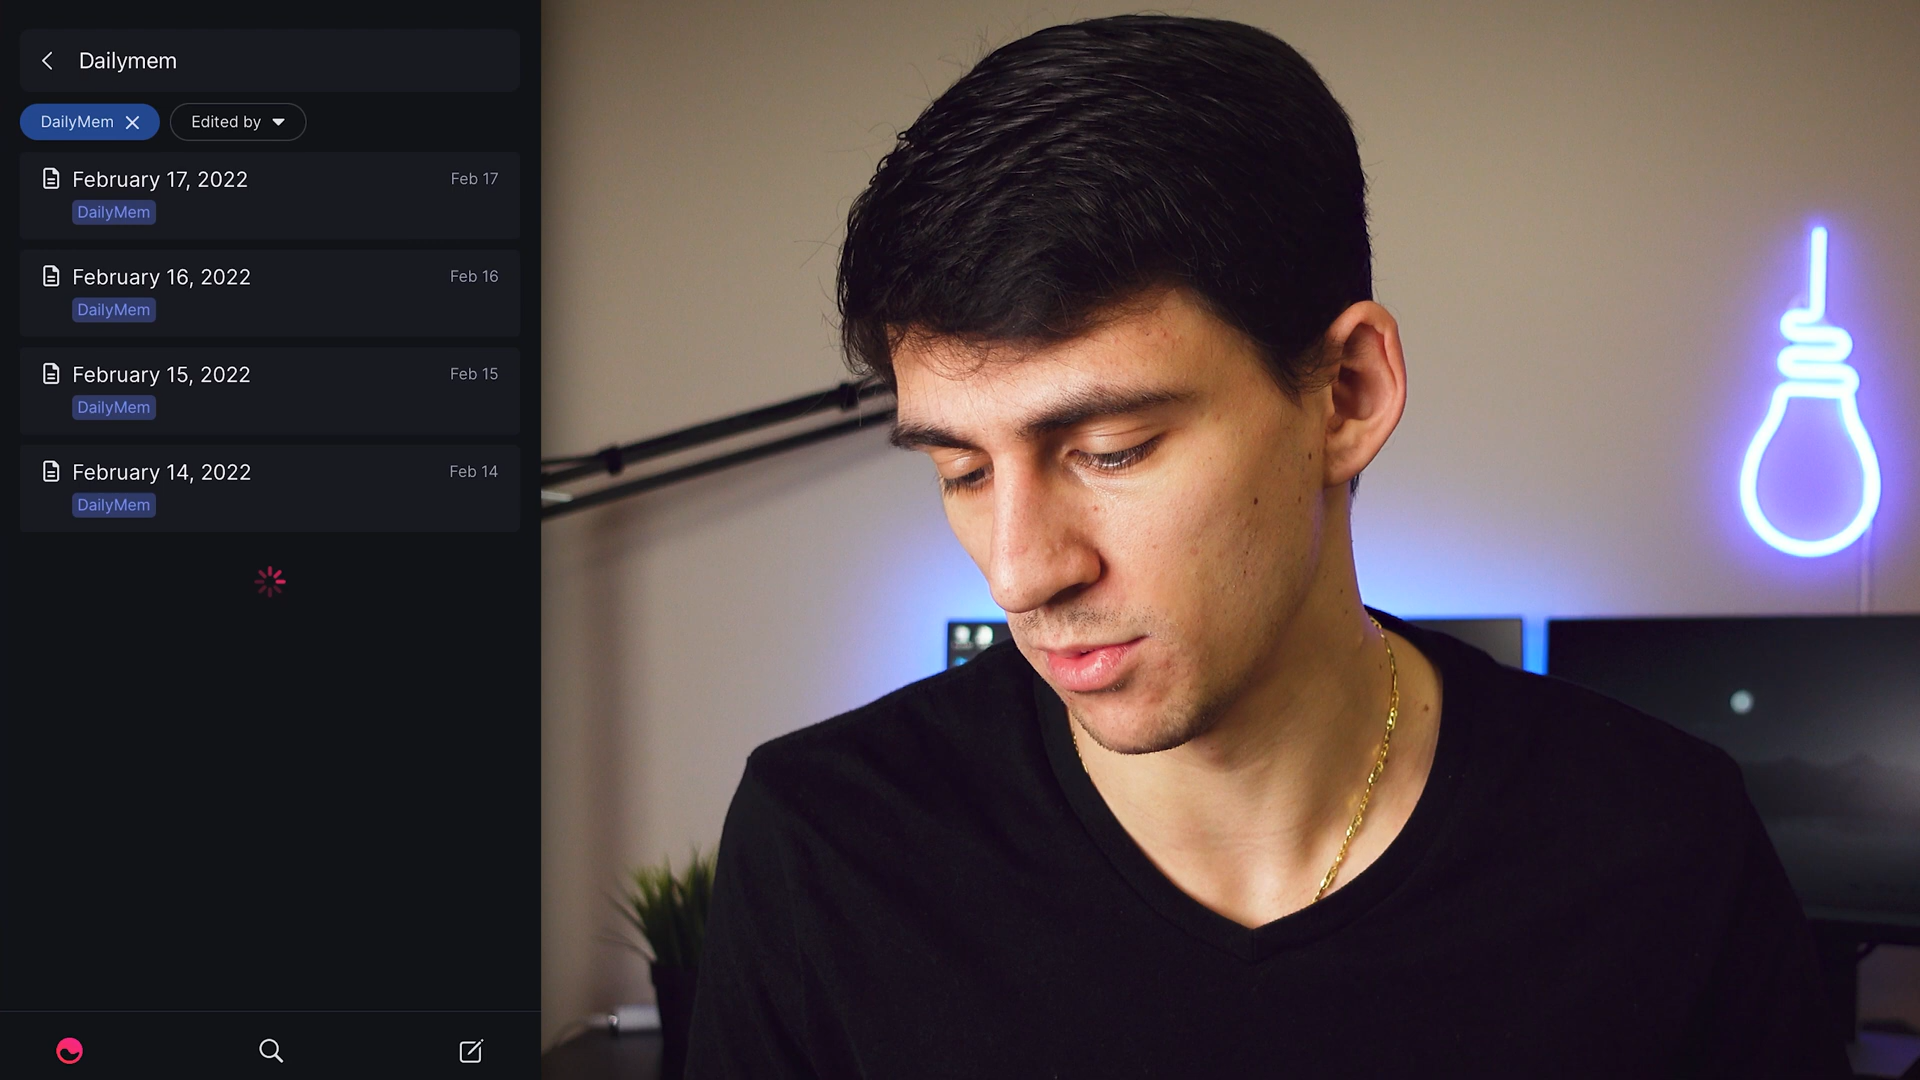 Dailymem
DailyMem
Edited by
February 17, 2022
Feb 17
DailyMem
February 16, 2022
Feb 16
DailyMem
February 15, 2022
Feb 15
DailyMem
February 14, 2022
Feb 14
DailyMem